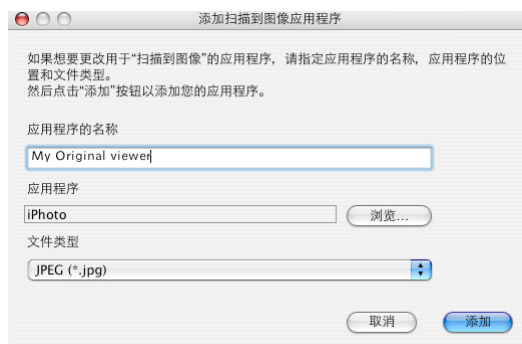 添加扫描到图像应用程序
如果想要更改用于“扫描到图像”的应用程序，请指定应用程序的名称，应用程序的位
置和文件类型。
然后点击“添加”按钮以添加您的应用程序。
应用程序的名称
My Original viewer
应用程序
iPhoto
浏览...
文件类型
JPEG (*.jpg)
取消
添加